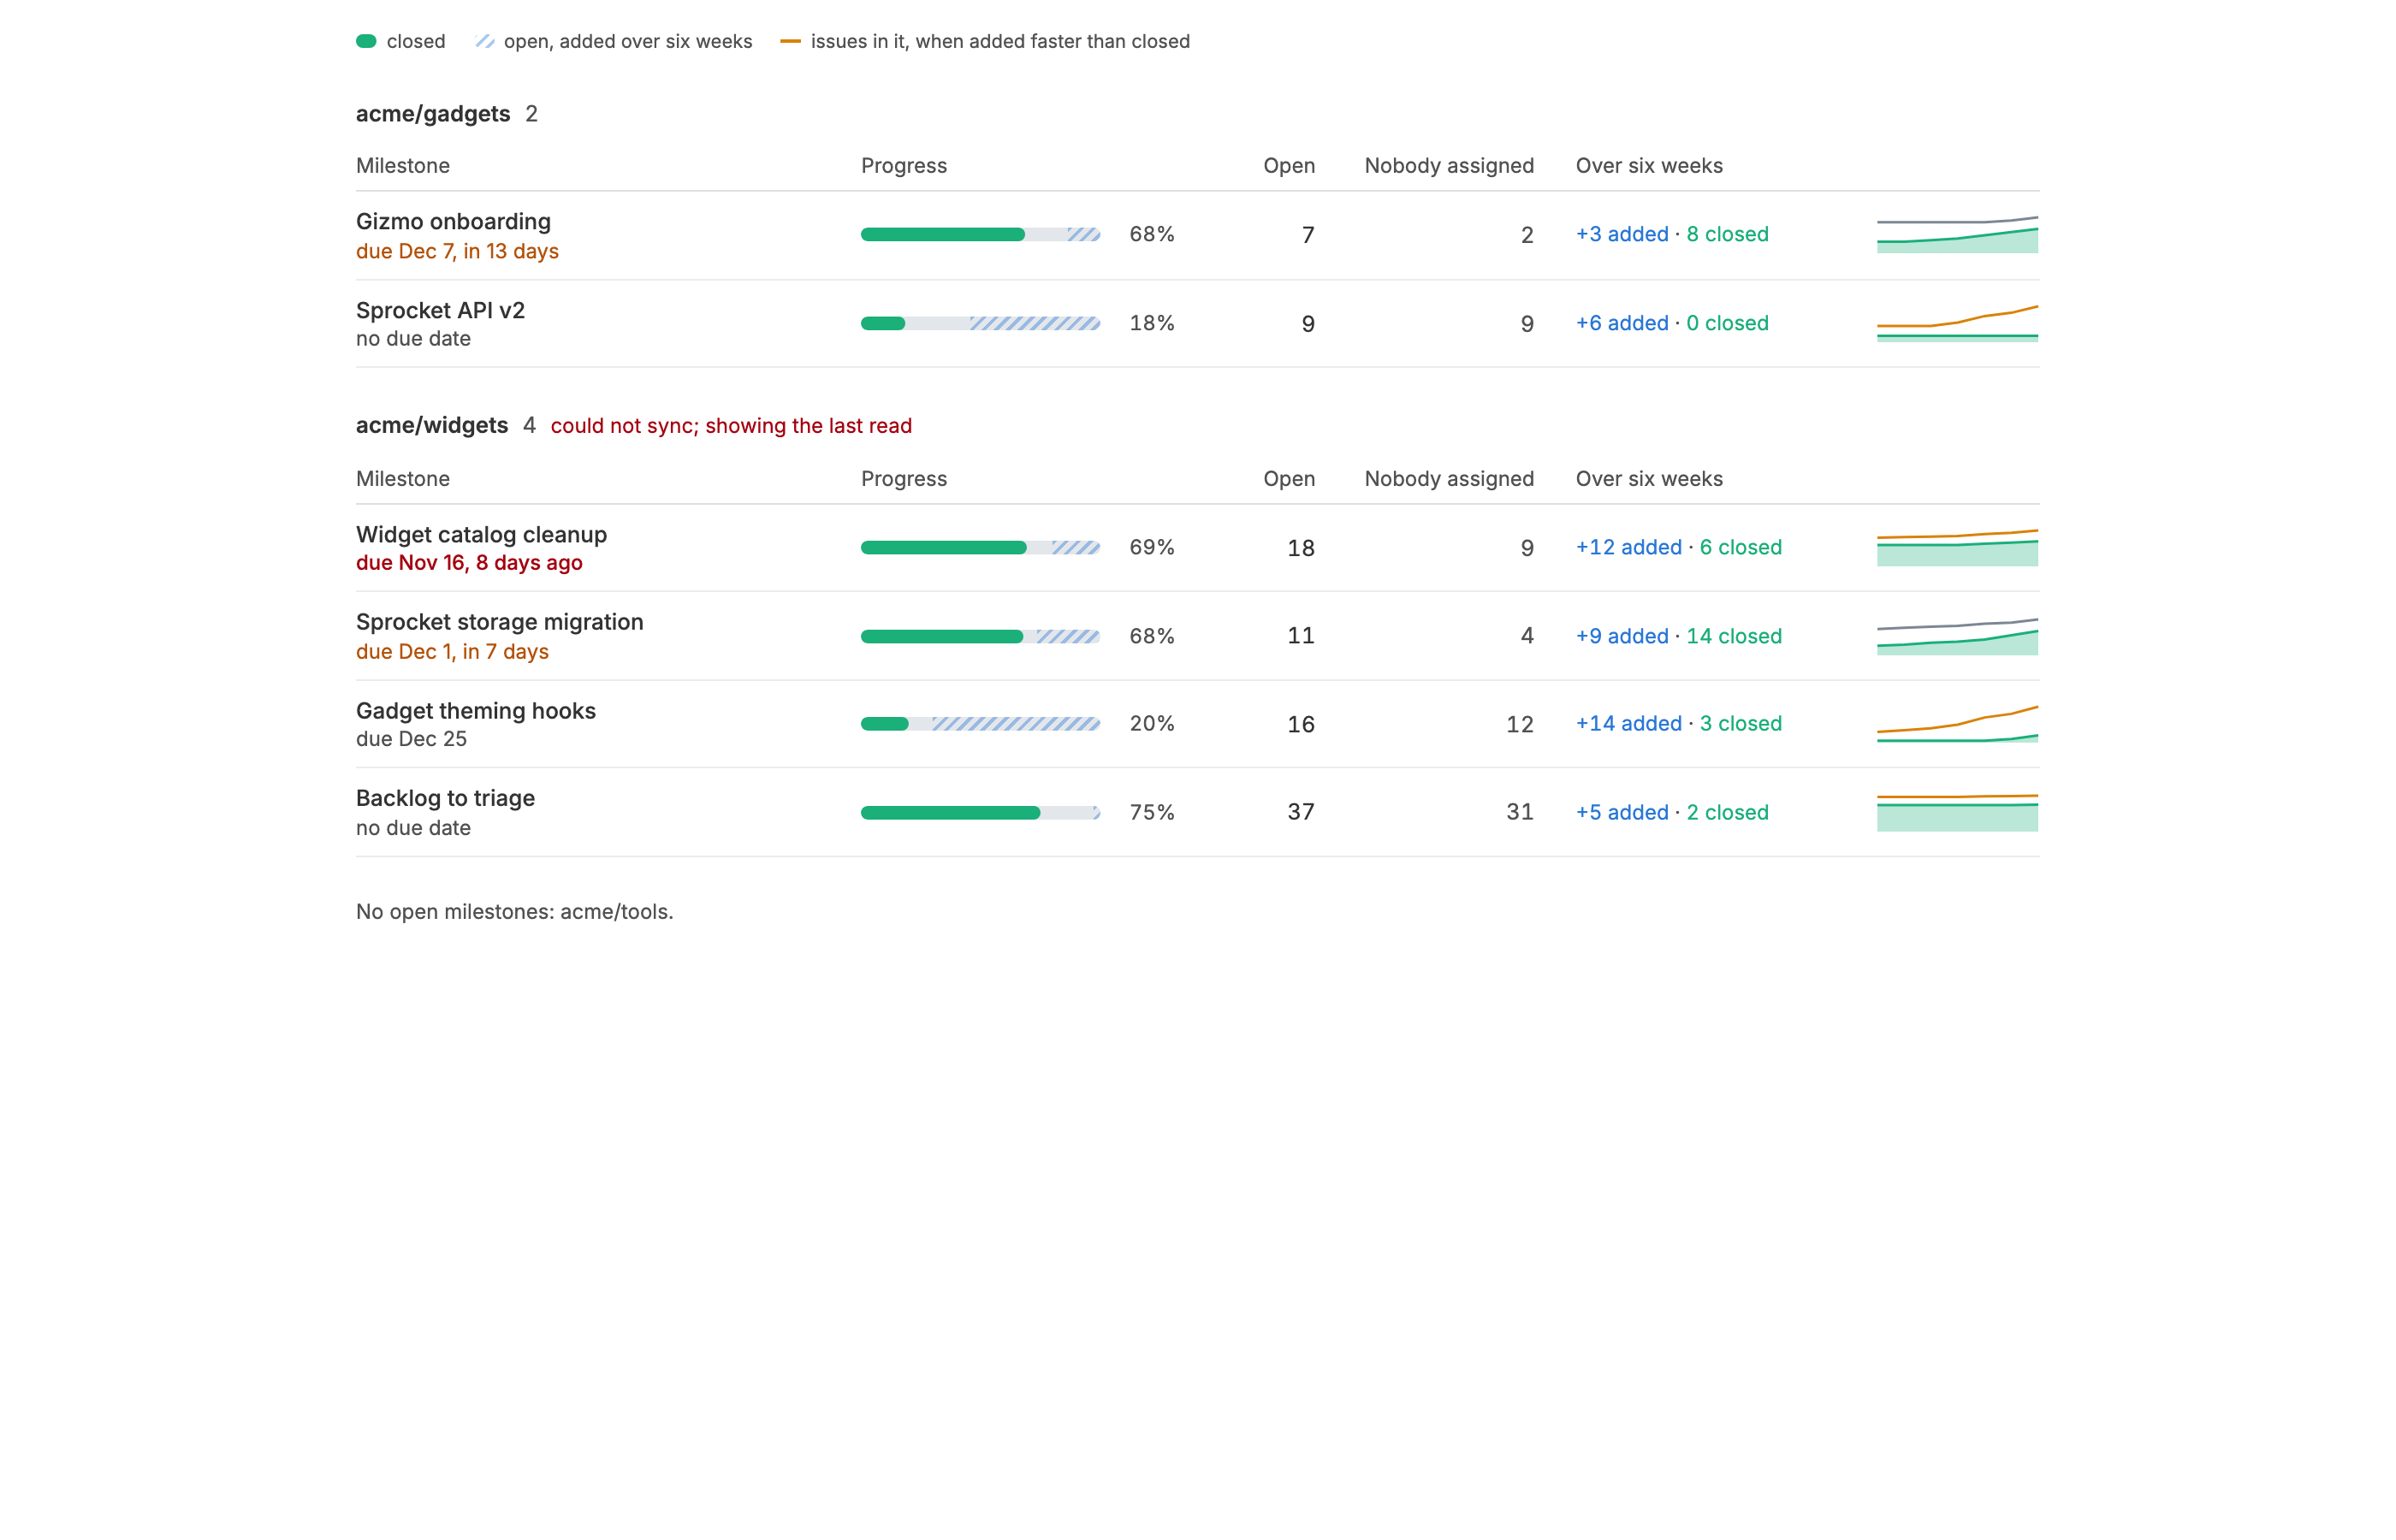 closed open, added over six weeks issues in it, when added faster than closed
acme/gadgets 2
Milestone Progress Open Nobody assigned Over six weeks
Gizmo onboarding
due Dec 7, in 13 days
68% 7 2 +3 added · 8 closed
Sprocket API v2
no due date
18% 9 9 +6 added · 0 closed
acme/widgets 4 could not sync; showing the last read
Milestone Progress Open Nobody assigned Over six weeks
Widget catalog cleanup
due Nov 16, 8 days ago
69% 18 9 +12 added · 6 closed
Sprocket storage migration
due Dec 1, in 7 days
68% 11 4 +9 added · 14 closed
Gadget theming hooks
due Dec 25
20% 16 12 +14 added · 3 closed
Backlog to triage
no due date
75% 37 31 +5 added · 2 closed
No open milestones: acme/tools.